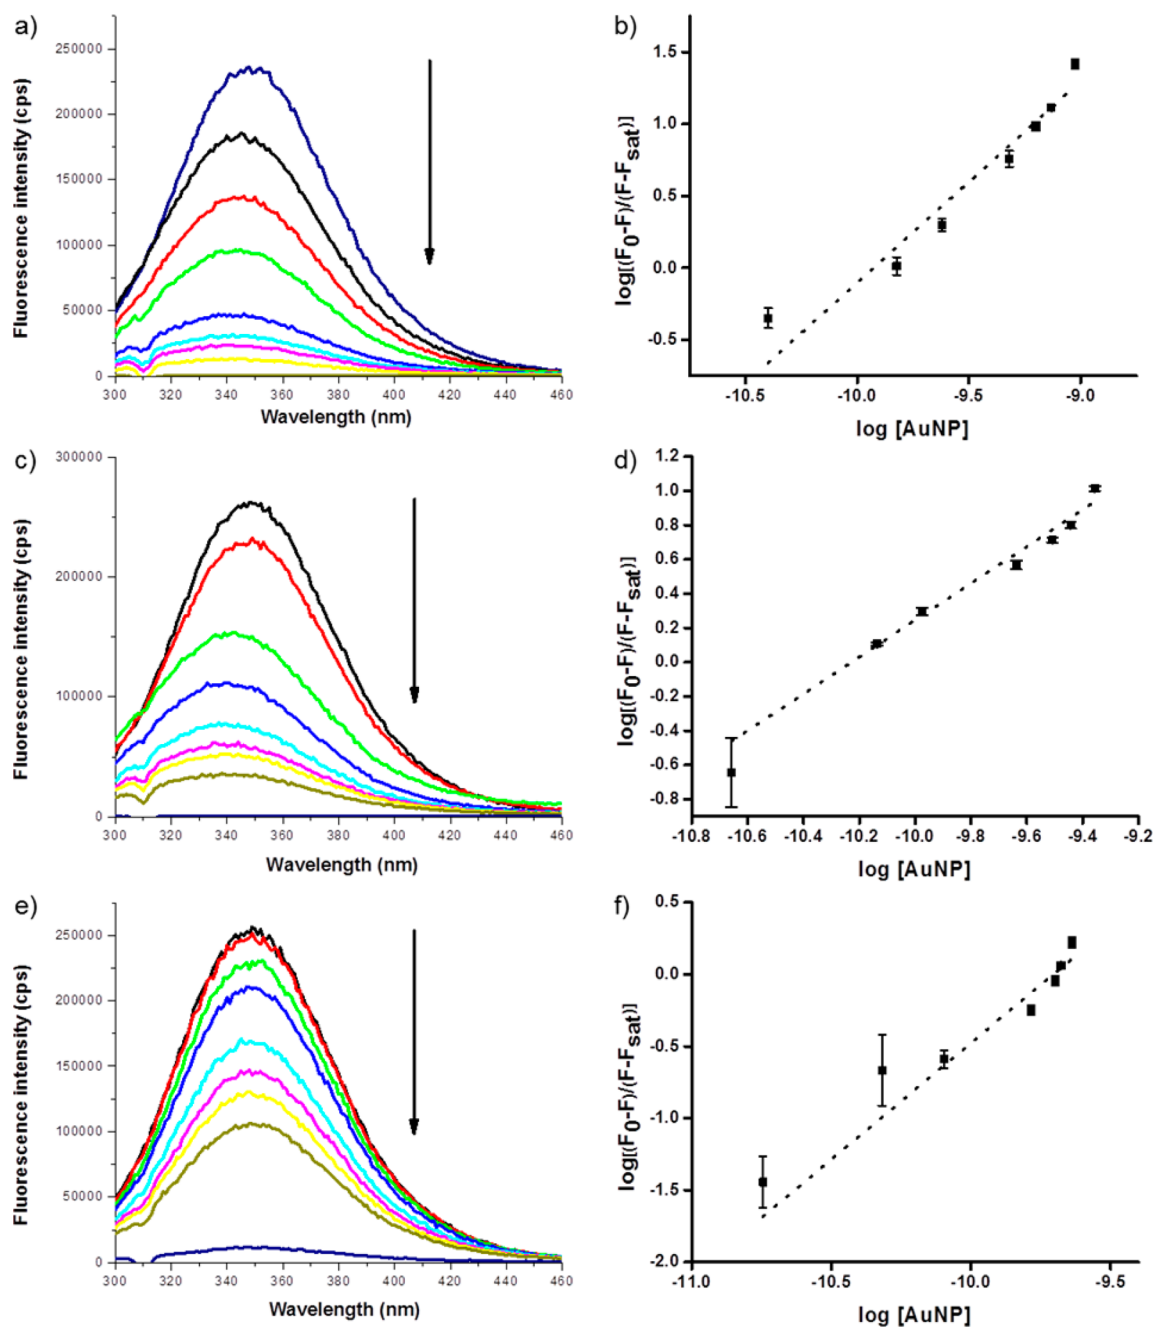 a)
Fluorescence intensity (cps)
250000
200000
150000
100000
50000
0
300 320 340 360 380 400 420 440 460
Wavelength (nm)
b)
log[(F0-F)/(F-Fsat)]
1.5
1.0
0.5
0.0
-0.5
-10.5 -10.0 -9.5 -9.0
log [AuNP]
c)
Fluorescence intensity (cps)
300000
200000
100000
0
300 320 340 360 380 400 420 440 460
Wavelength (nm)
d)
log[(F0-F)/(F-Fsat)]
1.2
1.0
0.8
0.6
0.4
0.2
0.0
-0.2
-0.4
-0.6
-0.8
-10.8 -10.6 -10.4 -10.2 -10.0 -9.8 -9.6 -9.4 -9.2
log [AuNP]
e)
Fluorescence intensity (cps)
250000
200000
150000
100000
50000
0
300 320 340 360 380 400 420 440 460
Wavelength (nm)
f)
log[(F0-F)/(F-Fsat)]
0.5
0.0
-0.5
-1.0
-1.5
-2.0
-11.0 -10.5 -10.0 -9.5
log [AuNP]